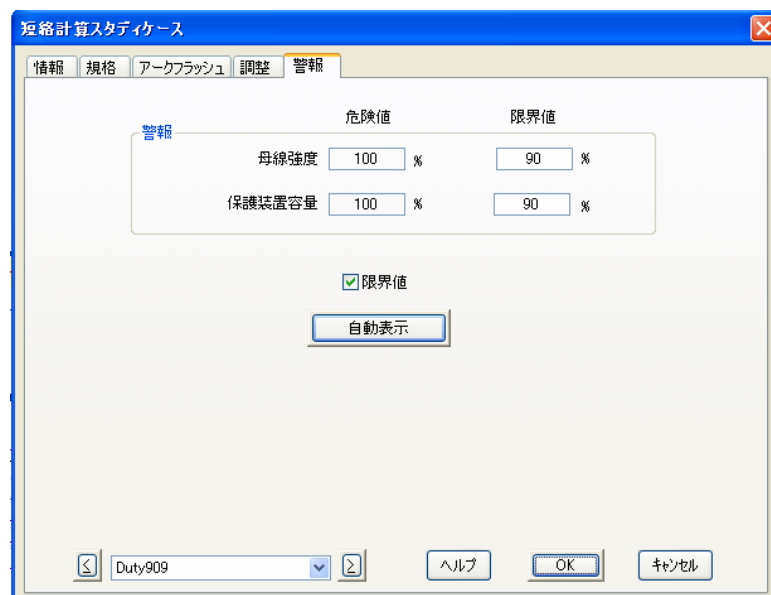 短絡計算スタディケース
情報 規格 アークフラッシュ 調整 警報
危険値 限界値
警報
母線強度 100 % 90 %
保護装置容量 100 % 90 %
限界値
自動表示
≤ Duty909 ≥ ヘルプ OK キャンセル